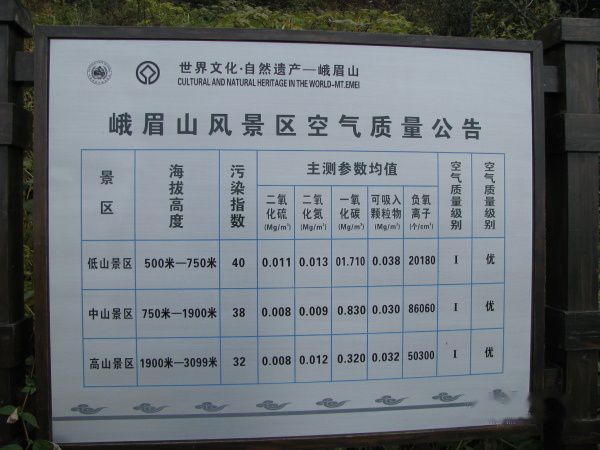 世界文化·自然遗产—峨眉山
CULTURAL AND NATURAL HERITAGE IN THE WORLD-MT.EMEI
峨眉山风景区空气质量公告
景区 海拔高度 污染指数 主测参数均值 空气质量级别 空气质量级别
二氧化硫 (Mg/m³) 二氧化氮 (Mg/m³) 一氧化碳 (Mg/m³) 可吸入颗粒物 (Mg/m³) 负氧离子 (个/cm³)
低山景区 500米—750米 40 0.011 0.013 01.710 0.038 20180 I 优
中山景区 750米—1900米 38 0.008 0.009 0.830 0.030 86060 I 优
高山景区 1900米—3099米 32 0.008 0.012 0.320 0.032 50300 I 优